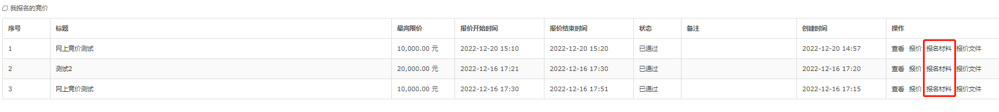 我报名的竞价
序号 标题 最高限价 报价开始时间 报价结束时间 状态 备注 创建时间 操作
1 网上竞价测试 10,000.00 元 2022-12-20 15:10 2022-12-20 15:20 已通过 2022-12-20 14:57 查看 报价 报名材料 报价文件
2 测试2 20,000.00 元 2022-12-16 17:21 2022-12-16 17:30 已通过 2022-12-16 17:20 查看 报价 报名材料 报价文件
3 网上竞价测试 10,000.00 元 2022-12-16 17:30 2022-12-16 17:51 已通过 2022-12-16 17:15 查看 报价 报名材料 报价文件